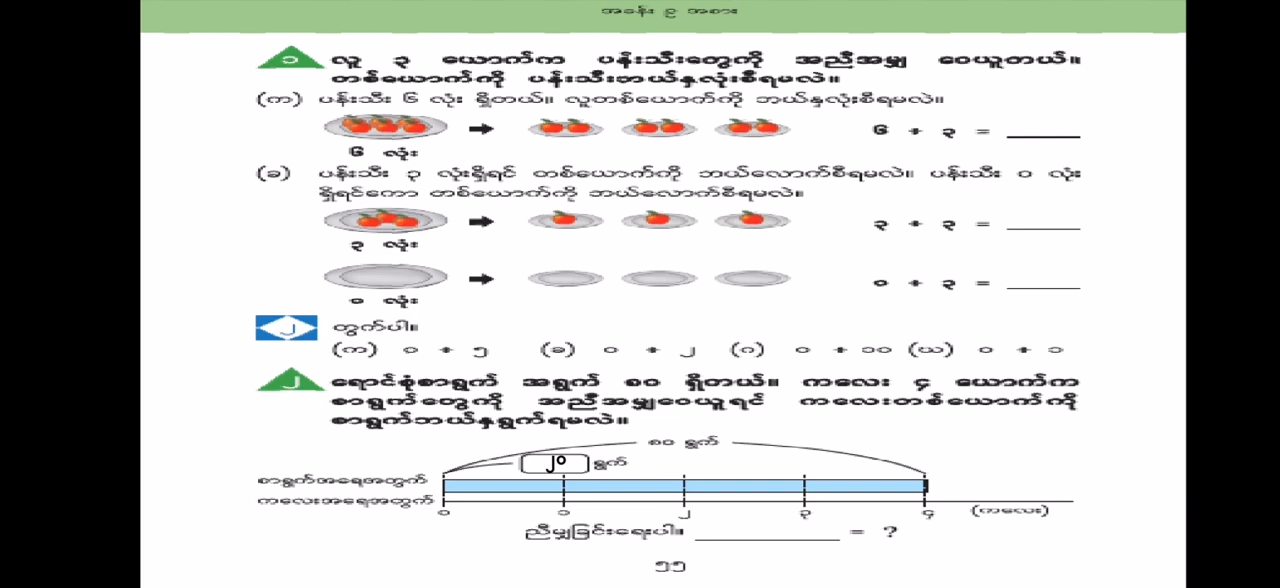 အခန်း ၉ အစား
၁ လူ ၃ ယောက်က ပန်းသီးတွေကို အညီအမျှ ဝေယူတယ်။
တစ်ယောက်ကို ပန်းသီးဘယ်နှလုံးစီရမလဲ။
(က) ပန်းသီး ၆ လုံး ရှိတယ်။ လူတစ်ယောက်ကို ဘယ်နှလုံးစီရမလဲ။
၆ ÷ ၃ = ______
၆ လုံး
(ခ) ပန်းသီး ၃ လုံးရှိရင် တစ်ယောက်ကို ဘယ်လောက်စီရမလဲ။ ပန်းသီး ၀ လုံး
ရှိရင်ကော တစ်ယောက်ကို ဘယ်လောက်စီရမလဲ။
၃ ÷ ၃ = ______
၃ လုံး
၀ ÷ ၃ = ______
၀ လုံး
၂ တွက်ပါ။
(က) ၀ ÷ ၅ (ခ) ၀ ÷ ၂ (ဂ) ၀ ÷ ၁၀ (ဃ) ၀ ÷ ၁
၂ ရောင်စုံစာရွက် အရွက် ၈၀ ရှိတယ်။ ကလေး ၄ ယောက်က
စာရွက်တွေကို အညီအမျှဝေယူရင် ကလေးတစ်ယောက်ကို
စာရွက်ဘယ်နှရွက်ရမလဲ။
၈၀ ရွက်
၂၀ ရွက်
စာရွက်အရေအတွက်
ကလေးအရေအတွက်
၀ ၁ ၂ ၃ ၄ (ကလေး)
ညီမျှခြင်းရေးပါ။ ____________ = ?
၅၅